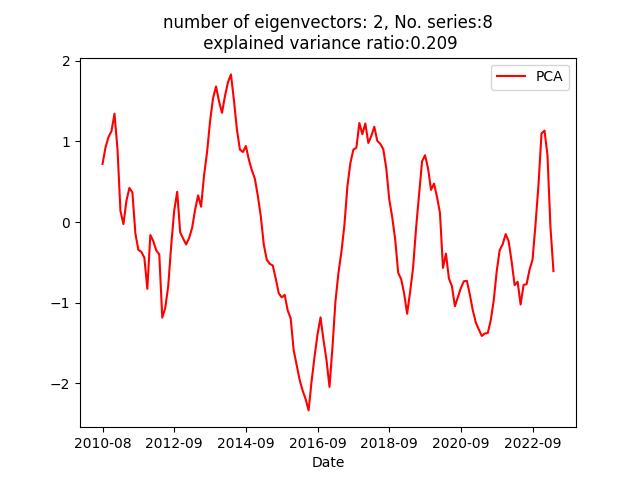 number of eigenvectors: 2, No. series:8
explained variance ratio:0.209
PCA
2
1
0
−1
−2
2010-08 2012-09 2014-09 2016-09 2018-09 2020-09 2022-09
Date